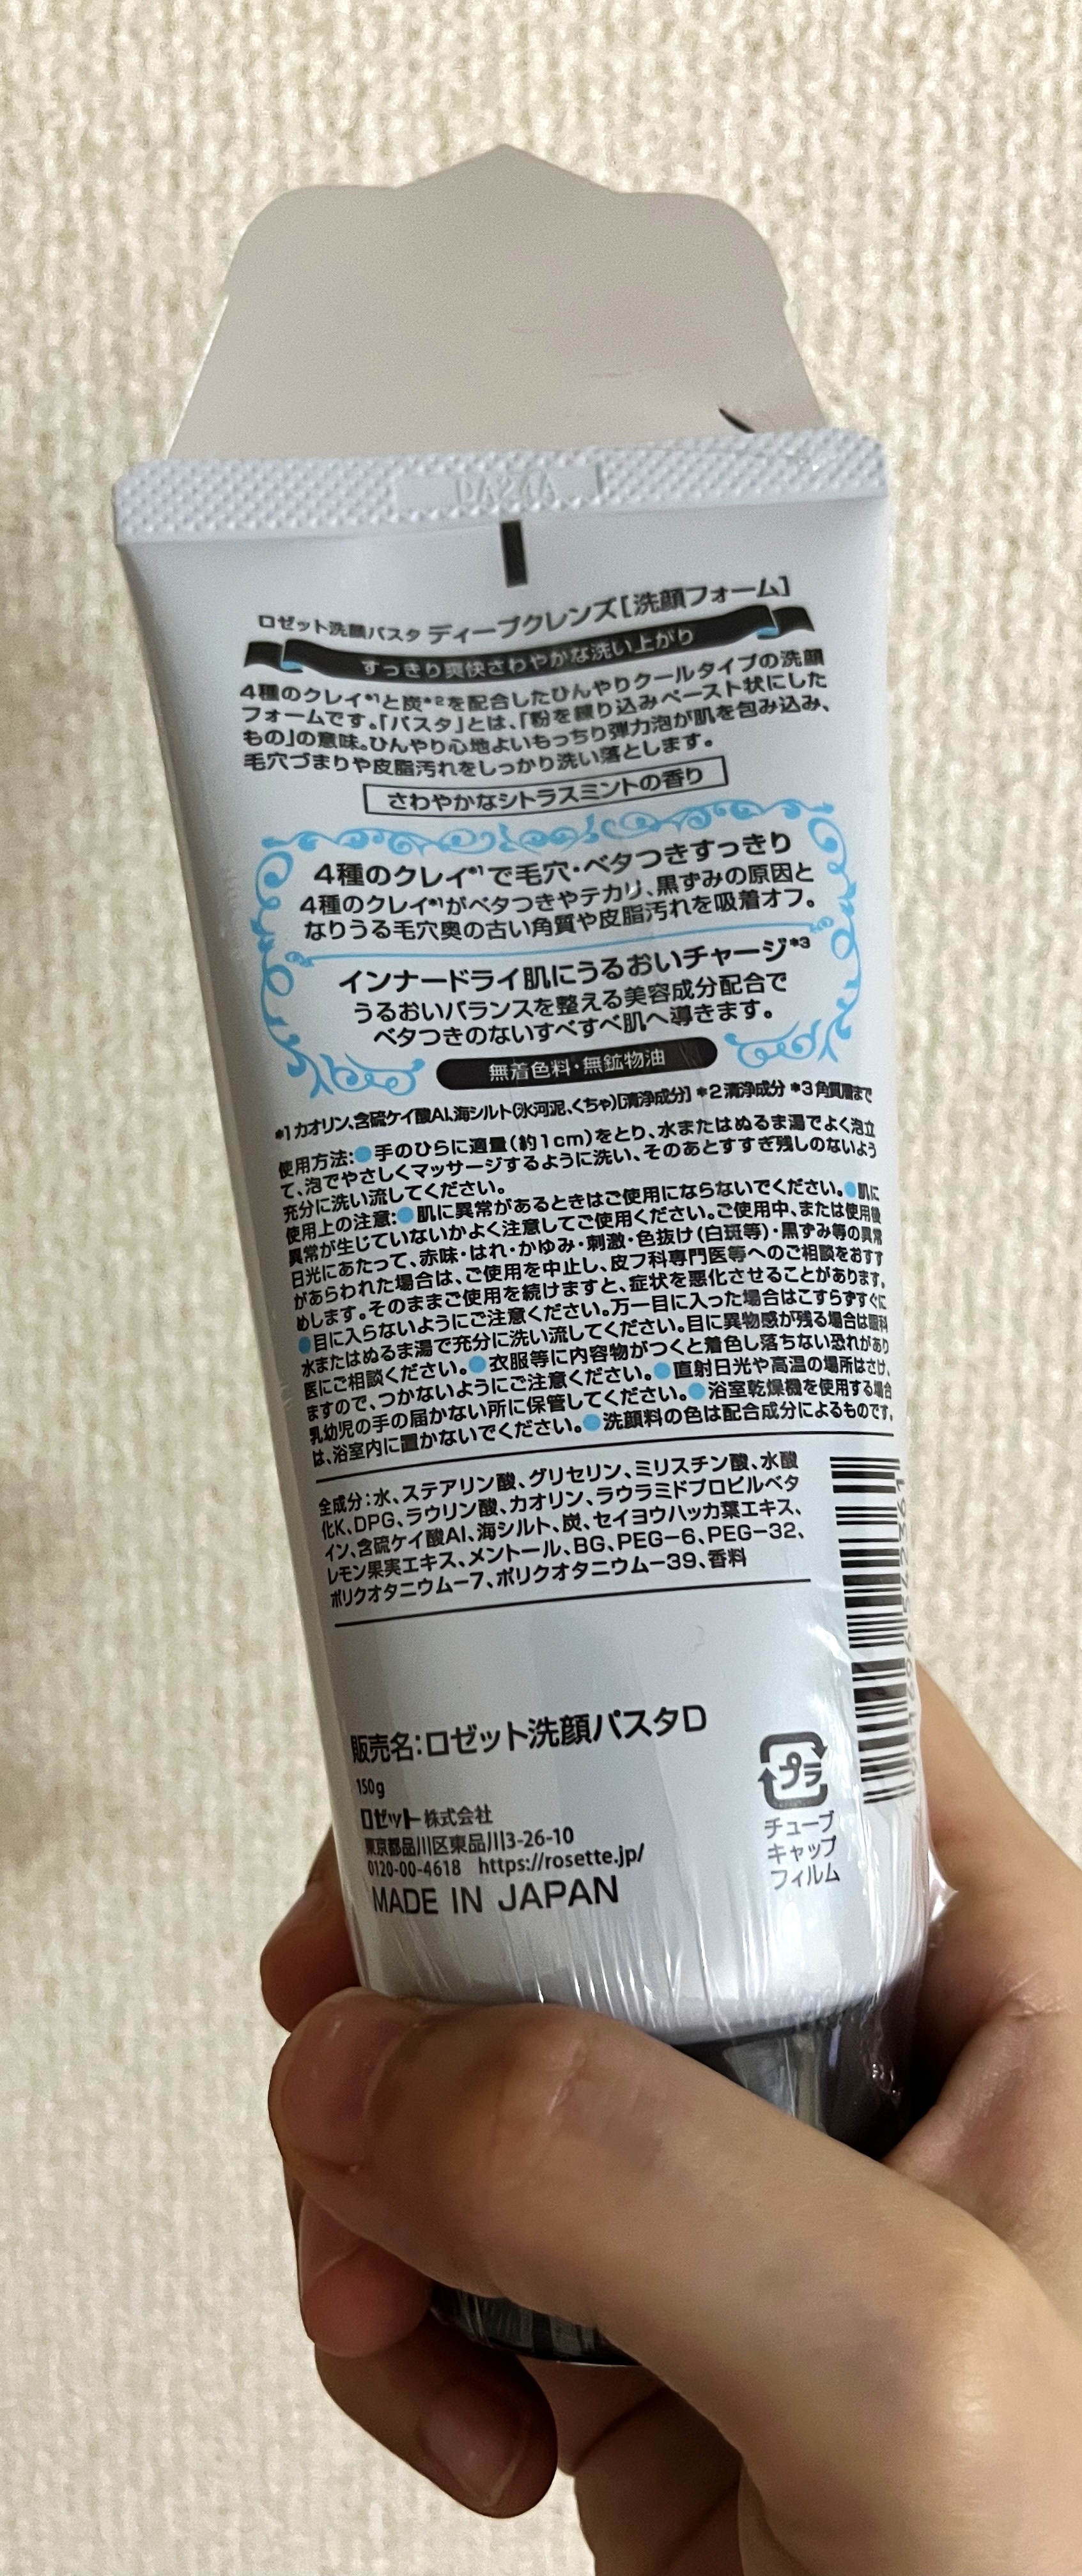 DA24A
ロゼット洗顔パスタ ディープクレンズ[洗顔フォーム]
すっきり爽快さわやかな洗い上がり
4種のクレイ*1と炭*2を配合したひんやりクールタイプの洗顔
フォームです。「パスタ」とは、「粉を練り込みペースト状にした
もの」の意味。ひんやり心地よいもっちり弾力泡が肌を包み込み、
毛穴づまりや皮脂汚れをしっかり洗い落とします。
さわやかなシトラスミントの香り
4種のクレイ*1で毛穴・ベタつきすっきり
4種のクレイ*1がベタつきやテカリ、黒ずみの原因と
なりうる毛穴奥の古い角質や皮脂汚れを吸着オフ。
インナードライ肌にうるおいチャージ*3
うるおいバランスを整える美容成分配合で
ベタつきのないすべすべ肌へ導きます。
無着色料・無鉱物油
*1 カオリン、含硫ケイ酸Al、海シルト(氷河泥、くちゃ)[清浄成分] *2 清浄成分 *3 角質層まで
使用方法:●手のひらに適量(約1cm)をとり、水またはぬるま湯でよく泡立
て、泡でやさしくマッサージするように洗い、そのあとすすぎ残しのないよう
充分に洗い流してください。
使用上の注意:●肌に異常があるときはご使用にならないでください。●肌に
異常が生じていないかよく注意してご使用ください。ご使用中、または使用後
日光にあたって、赤味・はれ・かゆみ・刺激・色抜け(白斑等)・黒ずみ等の異常
があらわれた場合は、ご使用を中止し、皮フ科専門医等へのご相談をおすす
めします。そのままご使用を続けますと、症状を悪化させることがあります。
●目に入らないようにご注意ください。万一目に入った場合はこすらずすぐに
水またはぬるま湯で充分に洗い流してください。目に異物感が残る場合は眼科
医にご相談ください。●衣服等に内容物がつくと着色し落ちない恐れがあり
ますので、つかないようにご注意ください。●直射日光や高温の場所はさけ、
乳幼児の手の届かない所に保管してください。●浴室乾燥機を使用する場合
は、浴室内に置かないでください。●洗顔料の色は配合成分によるものです。
全成分:水、ステアリン酸、グリセリン、ミリスチン酸、水酸
化K、DPG、ラウリン酸、カオリン、ラウラミドプロピルベタ
イン、含硫ケイ酸Al、海シルト、炭、セイヨウハッカ葉エキス、
レモン果実エキス、メントール、BG、PEG-6、PEG-32、
ポリクオタニウム-7、ポリクオタニウム-39、香料
販売名:ロゼット洗顔パスタD
150g
ロゼット株式会社
東京都品川区東品川3-26-10
0120-00-4618 https://rosette.jp/
MADE IN JAPAN
プラ
チューブ
キャップ
フィルム